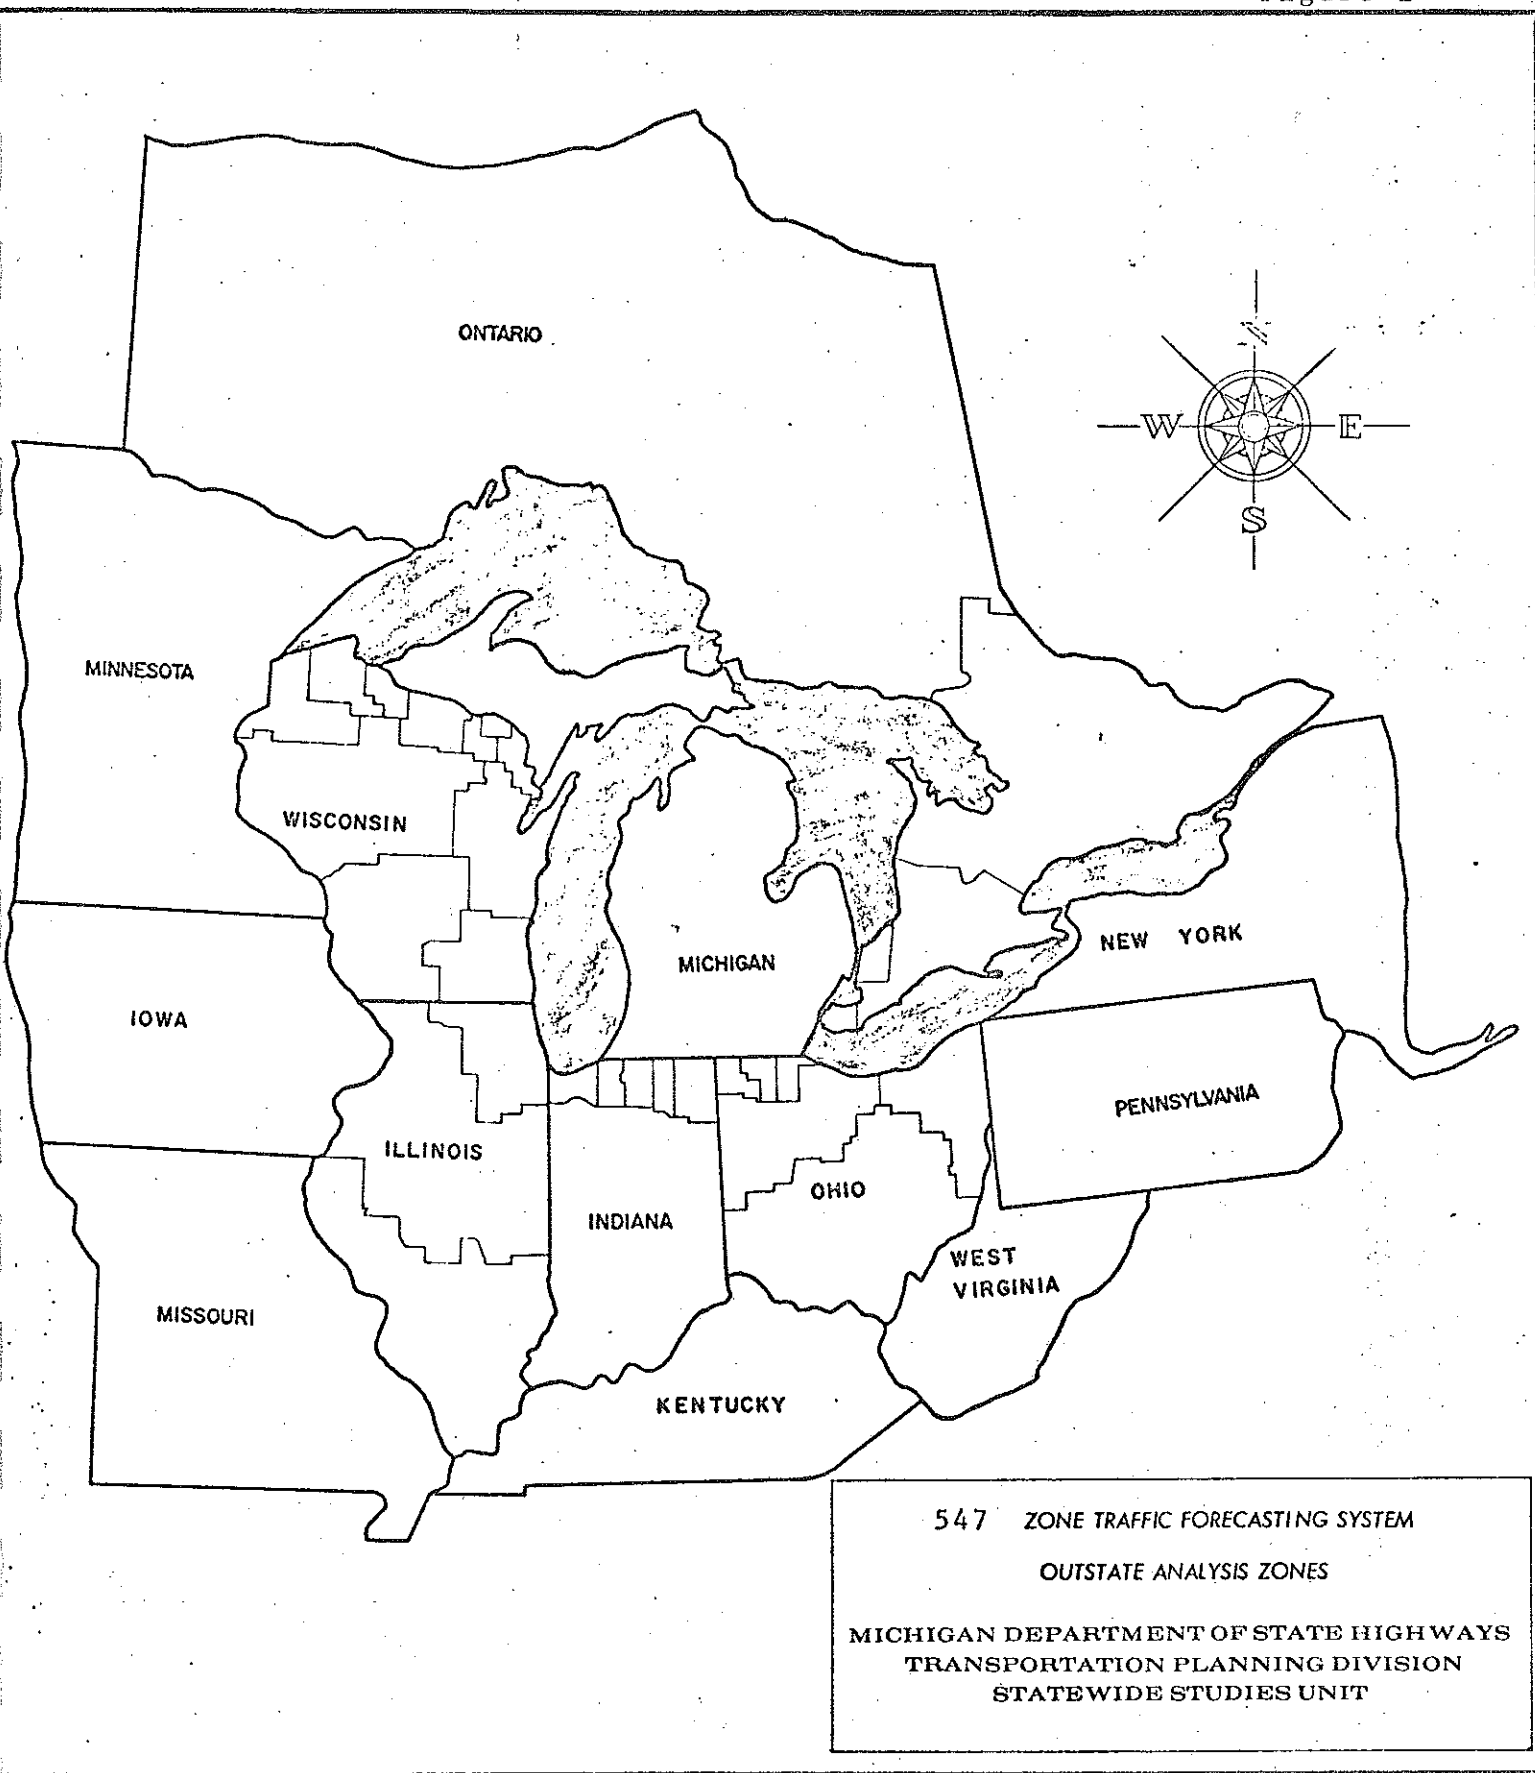 ONTARIO
N
W
E
S
MINNESOTA
WISCONSIN
MICHIGAN
NEW YORK
IOWA
PENNSYLVANIA
ILLINOIS
OHIO
INDIANA
WEST
VIRGINIA
MISSOURI
KENTUCKY
547 ZONE TRAFFIC FORECASTING SYSTEM
OUTSTATE ANALYSIS ZONES
MICHIGAN DEPARTMENT OF STATE HIGHWAYS
TRANSPORTATION PLANNING DIVISION
STATEWIDE STUDIES UNIT